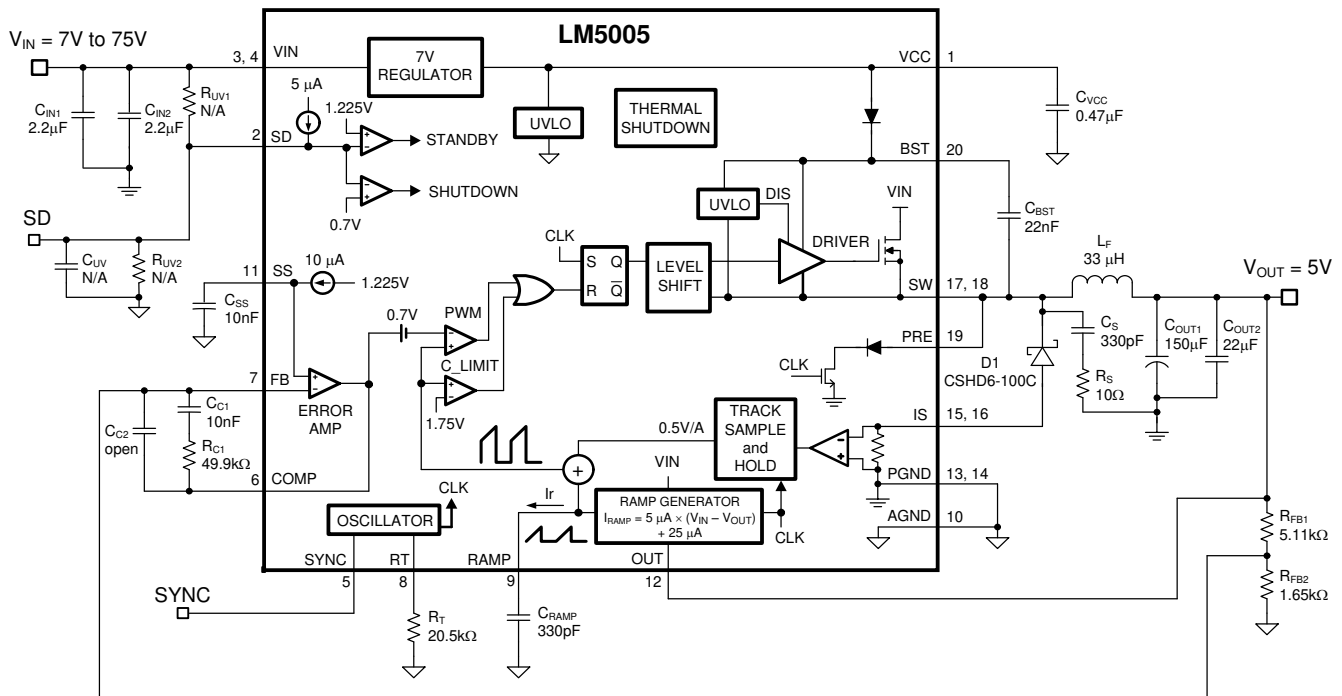 LM5005
V_IN = 7V to 75V
3, 4
VIN
7V
REGULATOR
VCC
1
C_IN1
2.2µF
C_IN2
2.2µF
R_UV1
N/A
5 µA
1.225V
2
SD
STANDBY
SHUTDOWN
0.7V
UVLO
THERMAL
SHUTDOWN
C_VCC
0.47µF
BST
20
UVLO
DIS
VIN
C_BST
22nF
DRIVER
SD
C_UV
N/A
R_UV2
N/A
11
SS
10 µA
1.225V
C_SS
10nF
CLK
S
Q
R
Q̅
LEVEL
SHIFT
SW
17, 18
L_F
33 µH
V_OUT = 5V
0.7V
PWM
C_LIMIT
1.75V
PRE
19
CLK
D1
CSHD6-100C
C_S
330pF
R_S
10Ω
C_OUT1
150µF
C_OUT2
22µF
7
FB
ERROR
AMP
C_C1
10nF
C_C2
open
R_C1
49.9kΩ
6
COMP
IS
15, 16
0.5V/A
TRACK
SAMPLE
and
HOLD
+
VIN
Ir
RAMP GENERATOR
I_RAMP = 5 µA × (V_IN – V_OUT)
+ 25 µA
CLK
PGND
13, 14
AGND
10
CLK
OSCILLATOR
SYNC
5
RT
8
RAMP
9
OUT
12
R_FB1
5.11kΩ
R_FB2
1.65kΩ
SYNC
R_T
20.5kΩ
C_RAMP
330pF